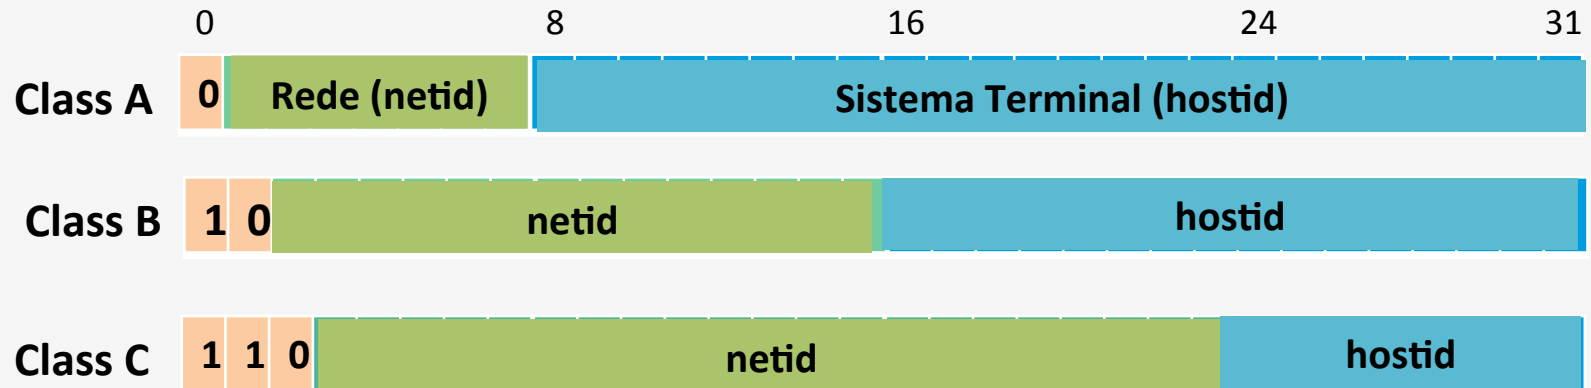 0 8 16 24 31
Class A 0 Rede (netid) Sistema Terminal (hostid)
Class B 1 0 netid hostid
Class C 1 1 0 netid hostid